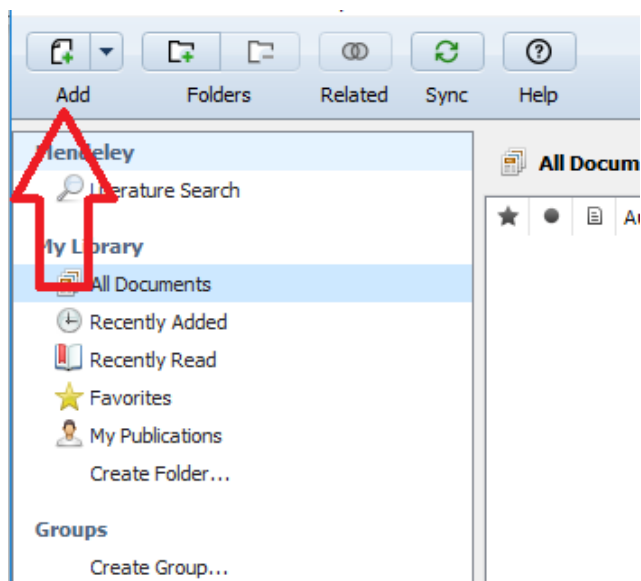 Add Folders Related Sync Help
Mendeley
Literature Search
All Docum
My Library
All Documents
Recently Added
Recently Read
Favorites
My Publications
Create Folder...
Groups
Create Group...